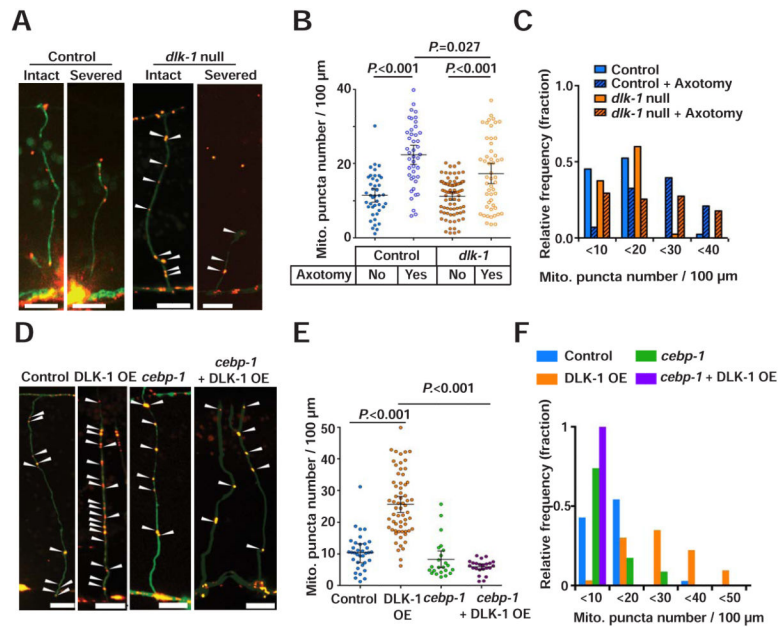 A
Control
dlk-1 null
Intact Severed
Intact Severed
B
P.=0.027
P.<0.001 P.<0.001
Mito. puncta number / 100 µm
40
30
20
10
0
Control dlk-1
Axotomy No Yes No Yes
C
Control
Control + Axotomy
dlk-1 null
dlk-1 null + Axotomy
Relative frequency (fraction)
1.0
0.5
0
<10 <20 <30 <40
Mito. puncta number / 100 µm
D
Control DLK-1 OE cebp-1
cebp-1
+ DLK-1 OE
E
P.<0.001
P.<0.001
Mito. puncta number / 100 µm
50
40
30
20
10
0
Control DLK-1
OE
cebp-1 cebp-1
+ DLK-1 OE
F
Control cebp-1
DLK-1 OE cebp-1 + DLK-1 OE
Relative frequency (fraction)
1
0.5
0
<10 <20 <30 <40 <50
Mito. puncta number / 100 µm